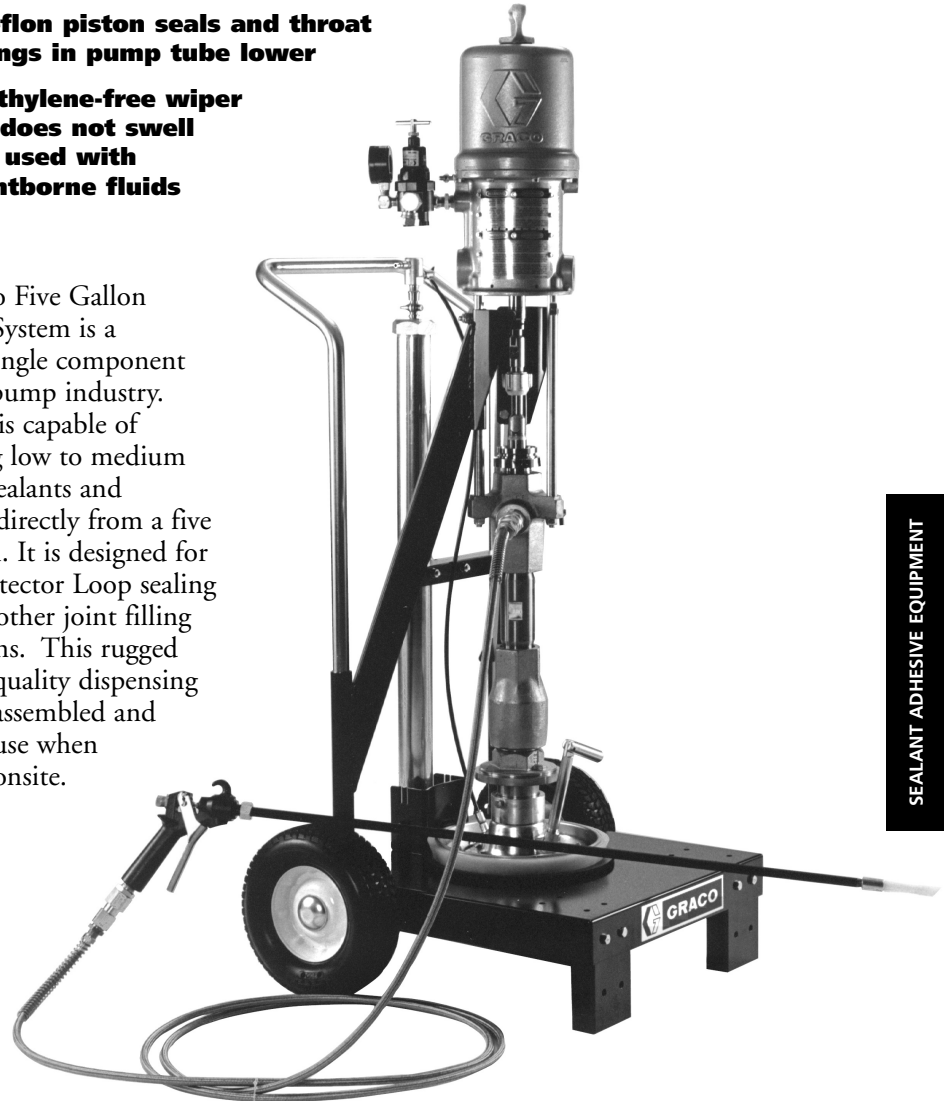 flon piston seals and throat
ngs in pump tube lower
thylene-free wiper
does not swell
used with
ntborne fluids
o Five Gallon
System is a
ngle component
pump industry.
is capable of
g low to medium
ealants and
directly from a five
. It is designed for
tector Loop sealing
other joint filling
ns. This rugged
quality dispensing
assembled and
use when
onsite.
GRACO
GRACO
SEALANT ADHESIVE EQUIPMENT